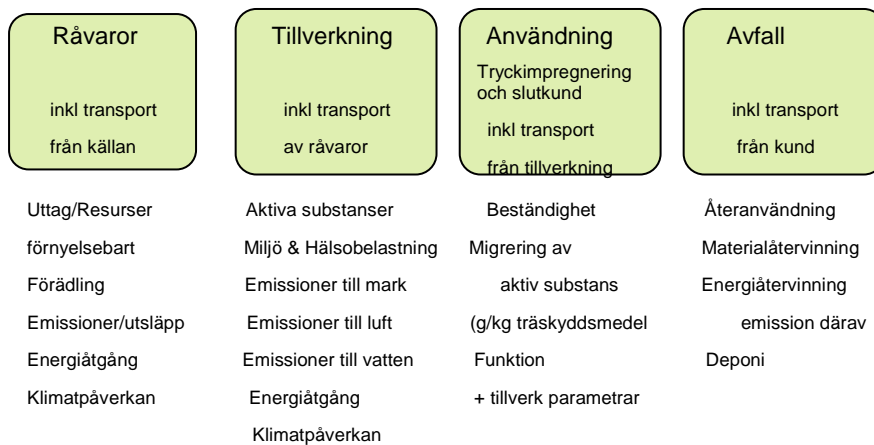 Råvaror
inkl transport
från källan
Uttag/Resurser
förnyelsebart
Förädling
Emissioner/utsläpp
Energiåtgång
Klimatpåverkan
Tillverkning
inkl transport
av råvaror
Aktiva substanser
Miljö & Hälsobelastning
Emissioner till mark
Emissioner till luft
Emissioner till vatten
Energiåtgång
Klimatpåverkan
Användning
Tryckimpregnering
och slutkund
inkl transport
från tillverkning
Beständighet
Migrering av
aktiv substans
(g/kg träskyddsmedel
Funktion
+ tillverk parametrar
Avfall
inkl transport
från kund
Återanvändning
Materialåtervinning
Energiåtervinning
emission därav
Deponi